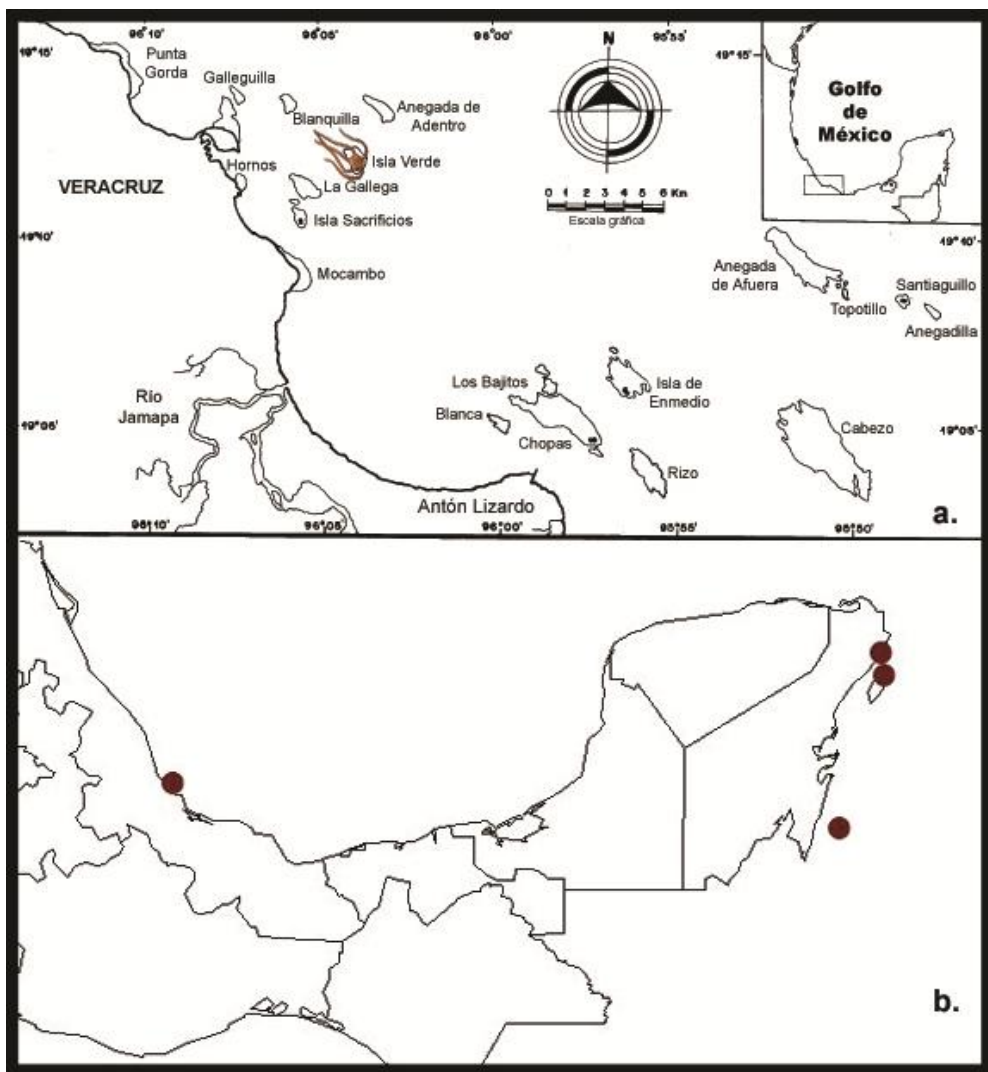 96°10'
96°05'
96°00'
95°55'
19°15'
19°15'
Punta
Gorda
Galleguilla
Blanquilla
Anegada de
Adentro
N
Golfo
de
México
Hornos
Isla Verde
VERACRUZ
La Gallega
Isla Sacrificios
0 1 2 3 4 5 6 Km
Escala gráfica
19°10'
19°10'
Mocambo
Anegada
de Afuera
Topotillo
Santiaguillo
Anegadilla
Río
Jamapa
Los Bajitos
Isla de
Enmedio
Blanca
19°05'
19°05'
Chopas
Cabezo
Rizo
Antón Lizardo
a.
96°10'
96°05'
96°00'
95°55'
95°50'
b.